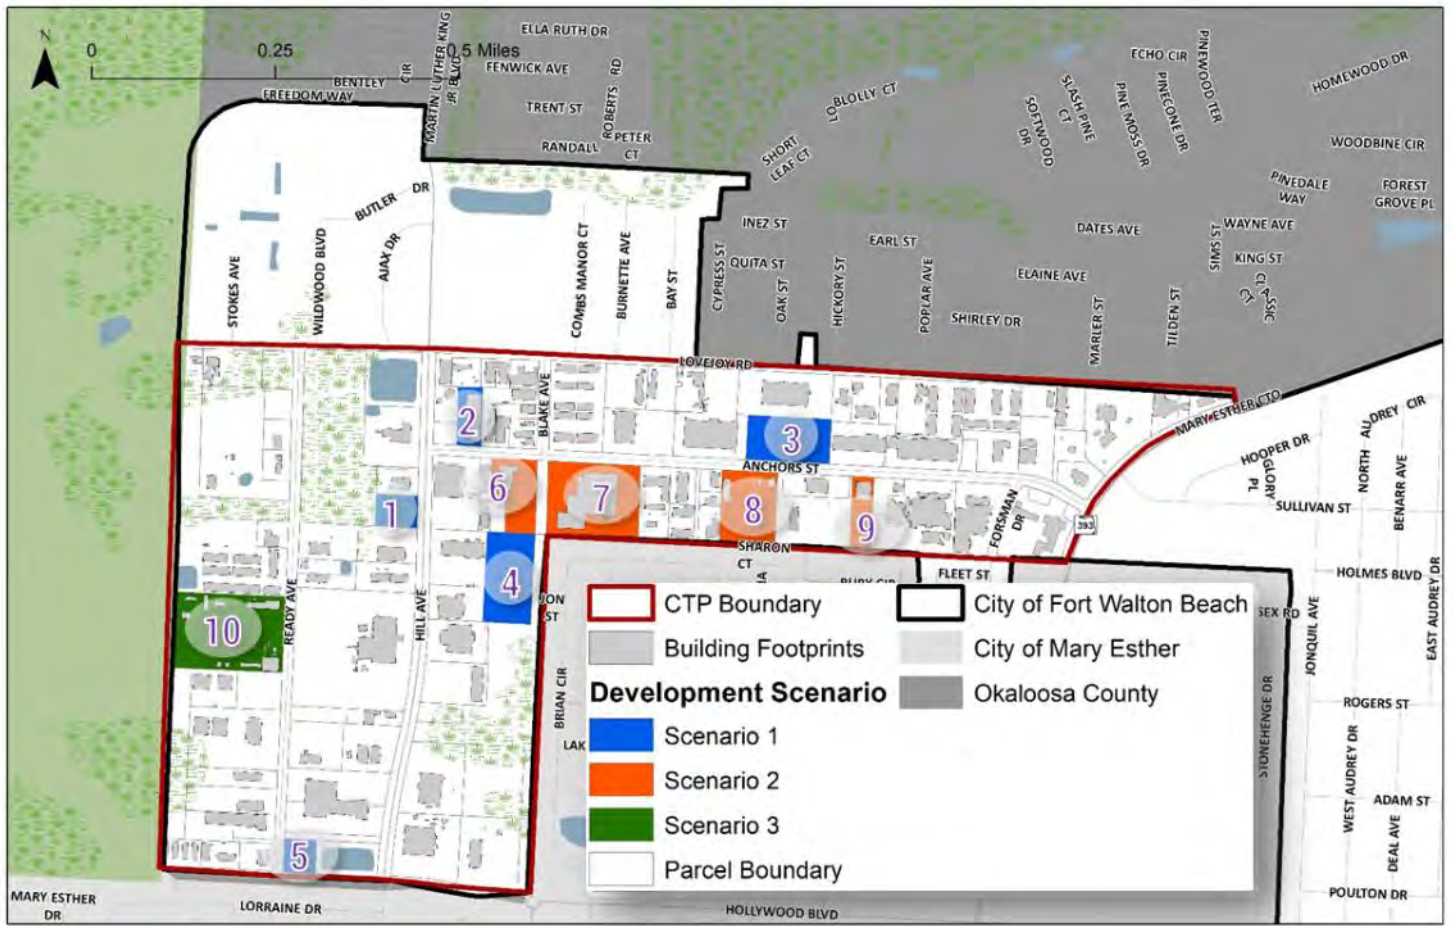 N
0 0.25 0.5 Miles
ELLA RUTH DR
FENWICK AVE
TRENT ST
RANDALL
ROBERTS RD
PETER
CT
MARTIN LUTHER KING
JR BLVD
BENTLEY
CIR
FREEDOM WAY
BLOLLY CT
SHORT
LEAF CT
ECHO CIR
PINEWOOD TER
HOMEWOOD DR
SLASH PINE
CT
PINECONE DR
PINE MOSS DR
SOFTWOOD
DR
WOODBINE CIR
PINEDALE
WAY
FOREST
GROVE PL
BUTLER DR
AJAX DR
STOKES AVE
WILDWOOD BLVD
COMBS MANOR CT
BURNETTE AVE
BAY ST
CYPRESS ST
INEZ ST
QUITA ST
OAK ST
HICKORY ST
EARL ST
POPLAR AVE
ELAINE AVE
DATES AVE
SHIRLEY DR
MARLER ST
TILDEN ST
SIMS ST
WAYNE AVE
KING ST
CLASSIC
CT
LOVEJOY RD
MARY ESTHER CTO
AUDREY CIR
HOOPER DR
GLORY
PL
NORTH
SULLIVAN ST
BENARR AVE
BLAKE AVE
2
3
ANCHORS ST
6
7
8
9
1
FORSMAN
DR
393
SHARON
CT
FLEET ST
HOLMES BLVD
EAST AUDREY DR
4
JON
ST
10
READY AVE
HILL AVE
BRIAN CIR
LAK
SEX RD
JONQUIL AVE
STONEHENGE DR
ROGERS ST
WEST AUDREY DR
ADAM ST
DEAL AVE
POULTON DR
5
MARY ESTHER
DR
LORRAINE DR
HOLLYWOOD BLVD
CTP Boundary
Building Footprints
Development Scenario
Scenario 1
Scenario 2
Scenario 3
Parcel Boundary
City of Fort Walton Beach
City of Mary Esther
Okaloosa County